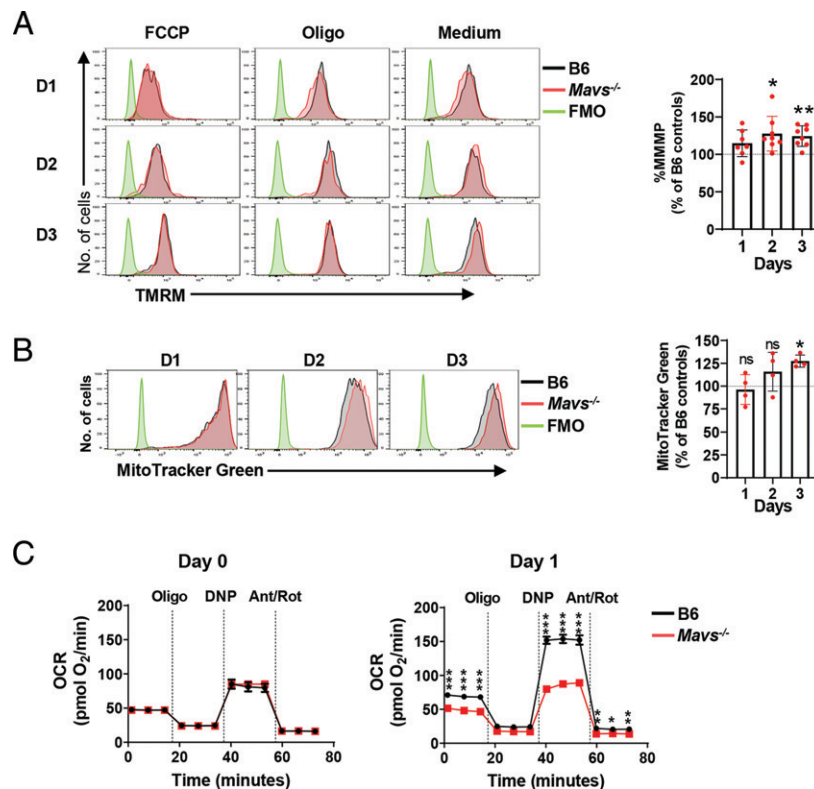 A
FCCP
Oligo
Medium
D1
D2
D3
No. of cells
TMRM
B6
Mavs-/-
FMO
%MMMP
(% of B6 controls)
200
150
100
50
0
*
**
1 2 3
Days
B
D1
D2
D3
No. of cells
MitoTracker Green
B6
Mavs-/-
FMO
MitoTracker Green
(% of B6 controls)
150
125
100
75
50
25
0
ns
ns
*
1 2 3
Days
C
Day 0
Oligo DNP Ant/Rot
OCR
(pmol O2/min)
200
150
100
50
0
0 20 40 60 80
Time (minutes)
Day 1
Oligo DNP Ant/Rot
B6
Mavs-/-
OCR
(pmol O2/min)
200
150
100
50
0
*** *** ***
*** *** ***
** * **
0 20 40 60 80
Time (minutes)